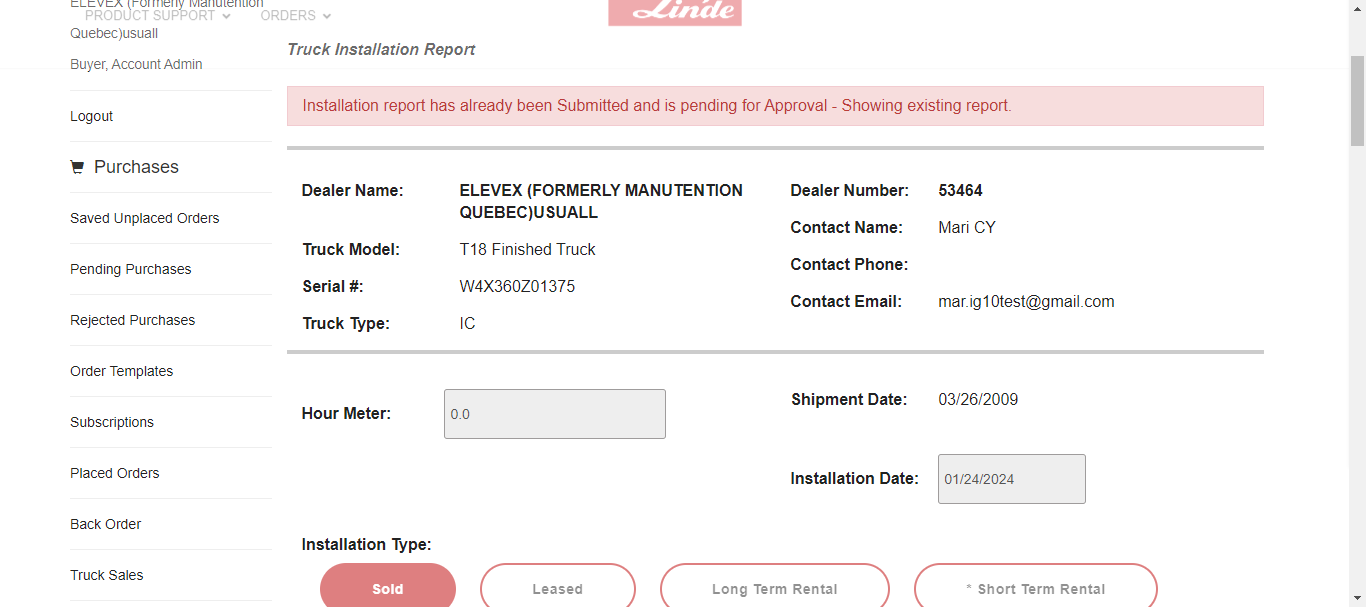 ELEVEX (Formerly Manutention
PRODUCT SUPPORT
ORDERS
Linde
Quebec)usuall
Buyer, Account Admin
Logout
Purchases
Saved Unplaced Orders
Pending Purchases
Rejected Purchases
Order Templates
Subscriptions
Placed Orders
Back Order
Truck Sales
Truck Installation Report
Installation report has already been Submitted and is pending for Approval - Showing existing report.
Dealer Name: ELEVEX (FORMERLY MANUTENTION
QUEBEC)USUALL
Truck Model: T18 Finished Truck
Serial #: W4X360Z01375
Truck Type: IC
Dealer Number: 53464
Contact Name: Mari CY
Contact Phone:
Contact Email: mar.ig10test@gmail.com
Hour Meter: 0.0
Shipment Date: 03/26/2009
Installation Date: 01/24/2024
Installation Type:
Sold
Leased
Long Term Rental
* Short Term Rental